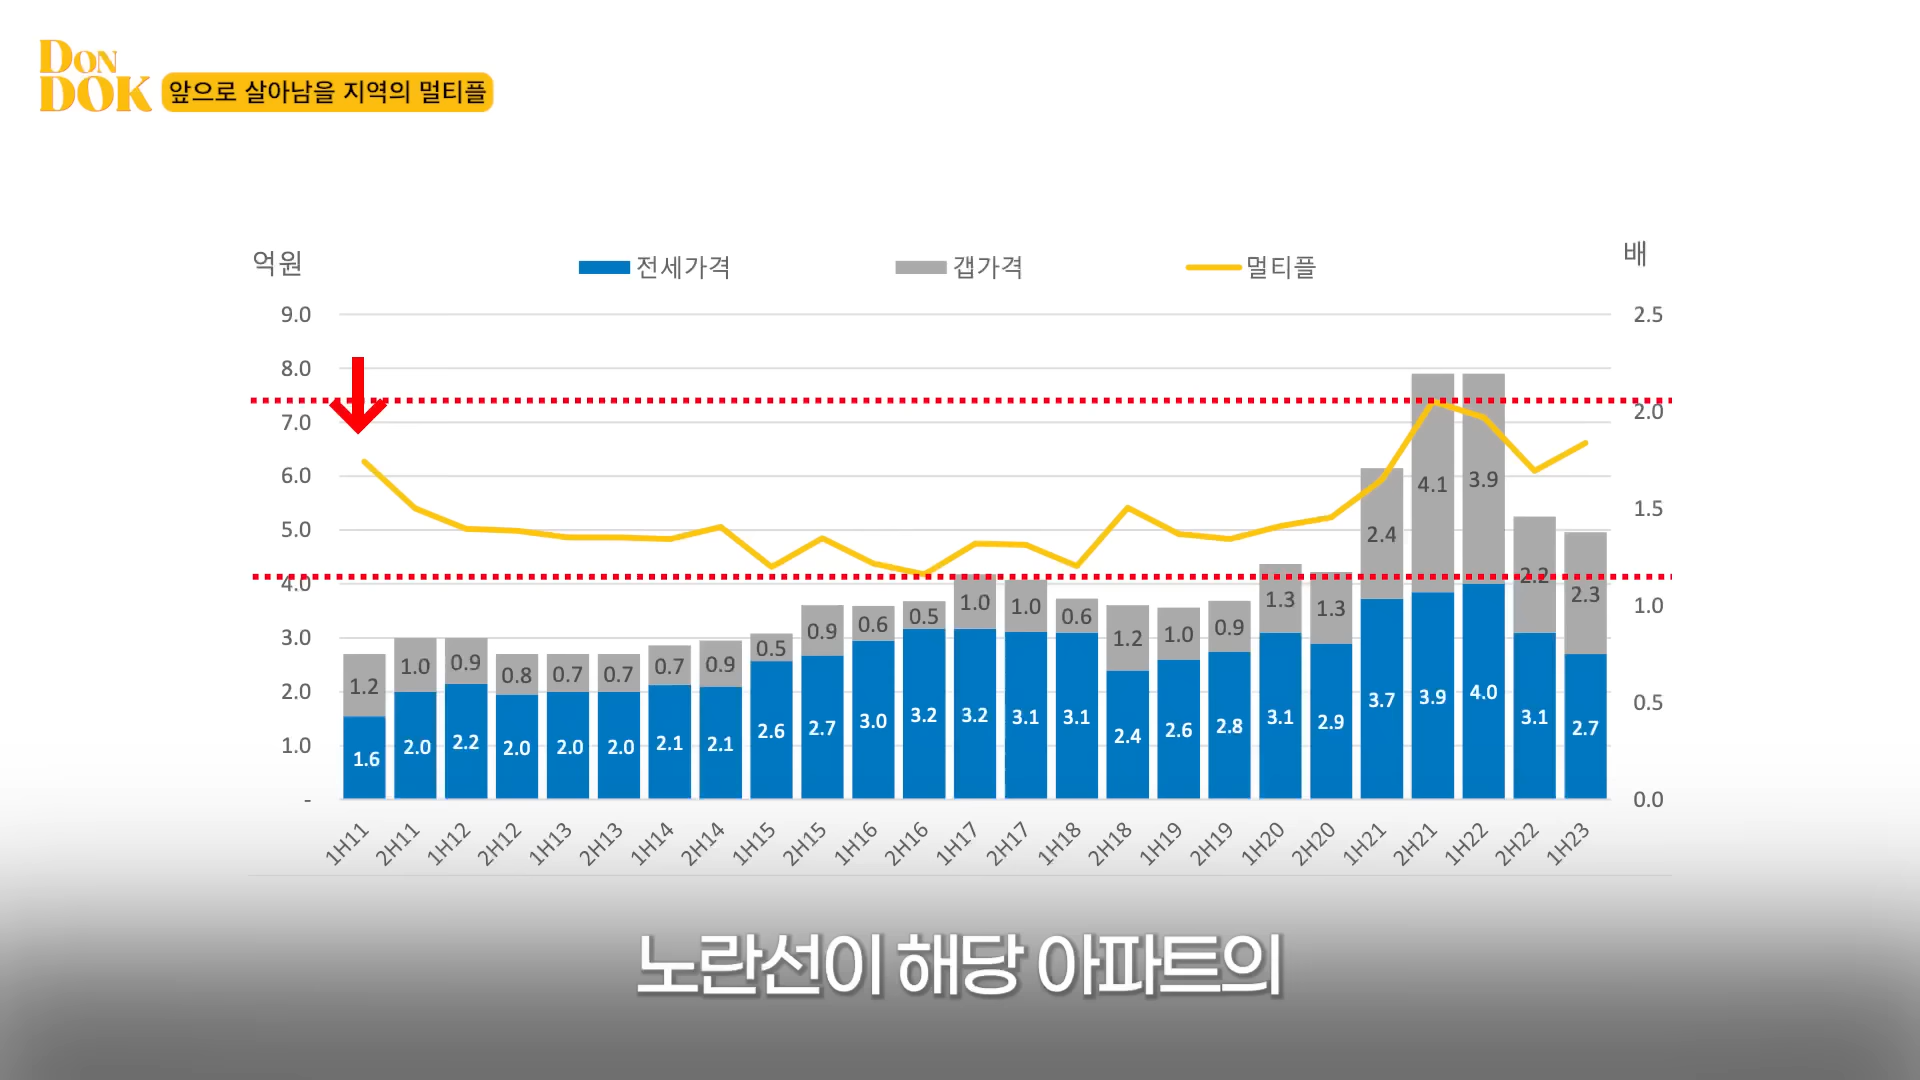 DON
DOK
앞으로 살아남을 지역의 멀티플
억원
배
전세가격
갭가격
멀티플
9.0
8.0
7.0
6.0
5.0
4.0
3.0
2.0
1.0
-
2.5
2.0
1.5
1.0
0.5
0.0
1.2 1.0 0.9 0.8 0.7 0.7 0.7 0.9 0.5 0.9 0.6 0.5 1.0 1.0 0.6 1.2 1.0 0.9 1.3 1.3 2.4 4.1 3.9 2.2 2.3
1.6 2.0 2.2 2.0 2.0 2.0 2.1 2.1 2.6 2.7 3.0 3.2 3.2 3.1 3.1 2.4 2.6 2.8 3.1 2.9 3.7 3.9 4.0 3.1 2.7
1H11 2H11 1H12 2H12 1H13 2H13 1H14 2H14 1H15 2H15 1H16 2H16 1H17 2H17 1H18 2H18 1H19 2H19 1H20 2H20 1H21 2H21 1H22 2H22 1H23
노란선이 해당 아파트의